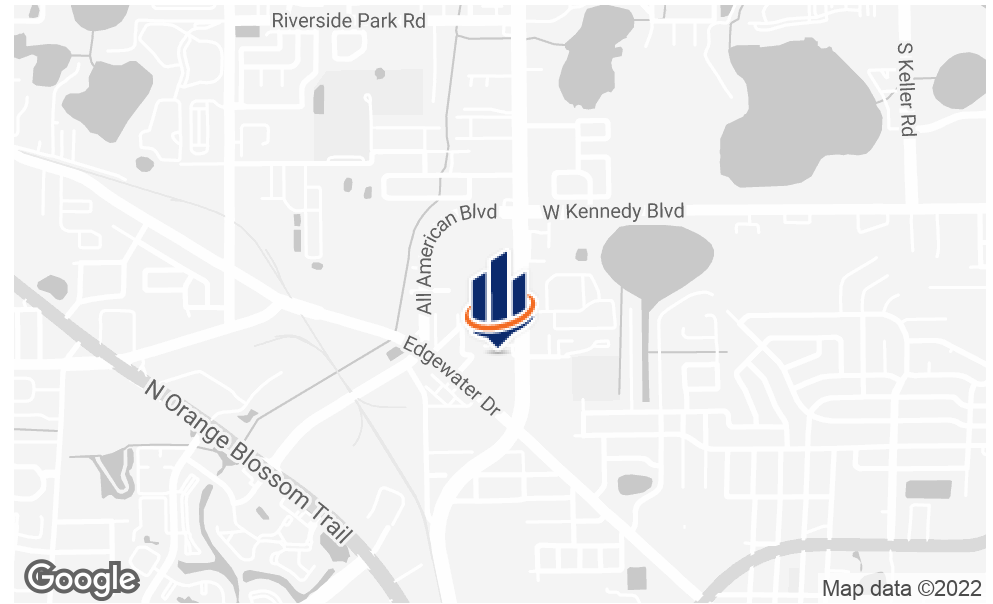 Riverside Park Rd
S Keller Rd
All American Blvd
W Kennedy Blvd
Edgewater Dr
N Orange Blossom Trail
Google
Map data ©2022